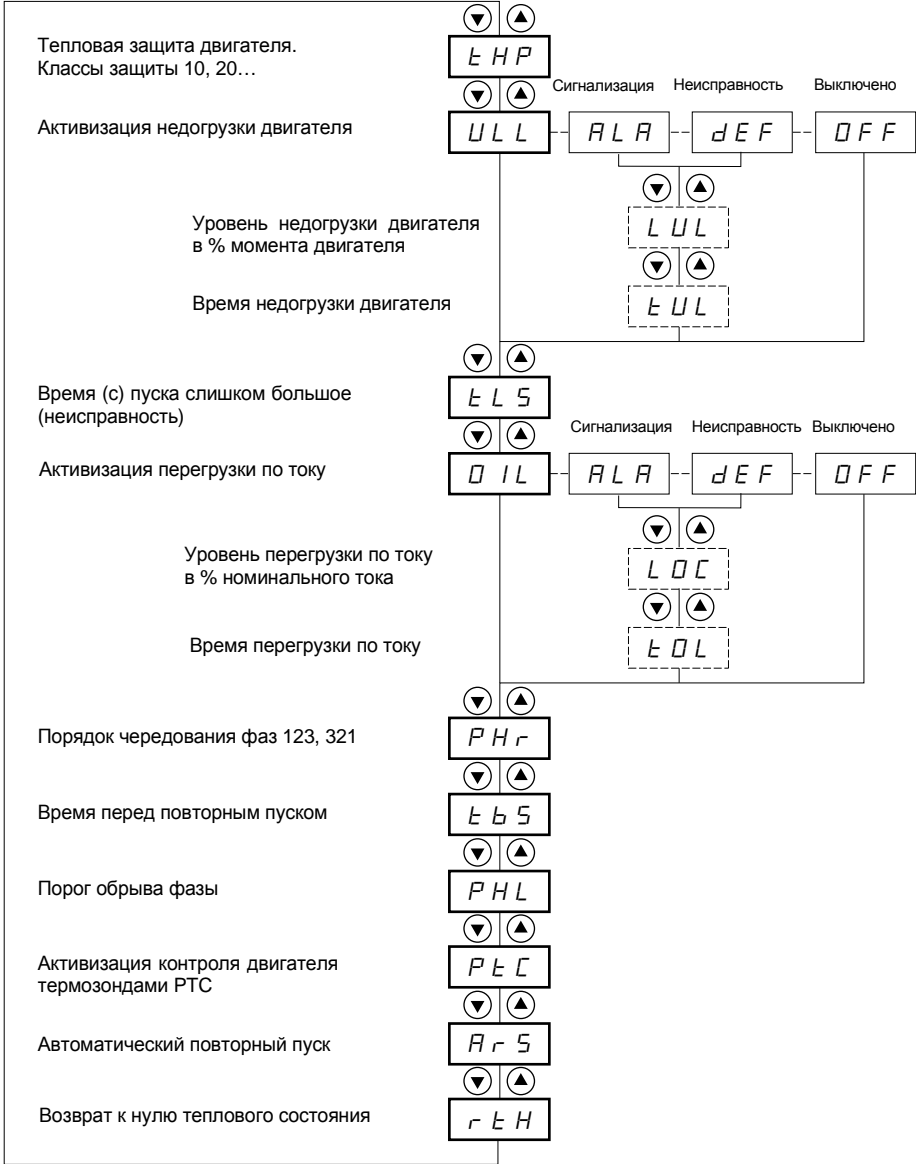 Тепловая защита двигателя.
Классы защиты 10, 20…
tHP
Сигнализация Неисправность Выключено
Активизация недогрузки двигателя
ULL ALA dEF OFF
Уровень недогрузки двигателя
в % момента двигателя
LUL
Время недогрузки двигателя
tUL
Время (с) пуска слишком большое
(неисправность)
tLS
Сигнализация Неисправность Выключено
Активизация перегрузки по току
OIL ALA dEF OFF
Уровень перегрузки по току
в % номинального тока
LOC
Время перегрузки по току
tOL
Порядок чередования фаз 123, 321
PHr
Время перед повторным пуском
tbS
Порог обрыва фазы
PHL
Активизация контроля двигателя
термозондами PTC
PtC
Автоматический повторный пуск
ArS
Возврат к нулю теплового состояния
rtH